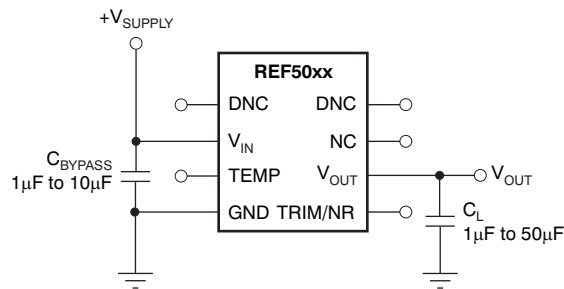 +V_SUPPLY
REF50xx
DNC DNC
V_IN NC
C_BYPASS
1μF to 10μF
TEMP V_OUT V_OUT
GND TRIM/NR
C_L
1μF to 50μF